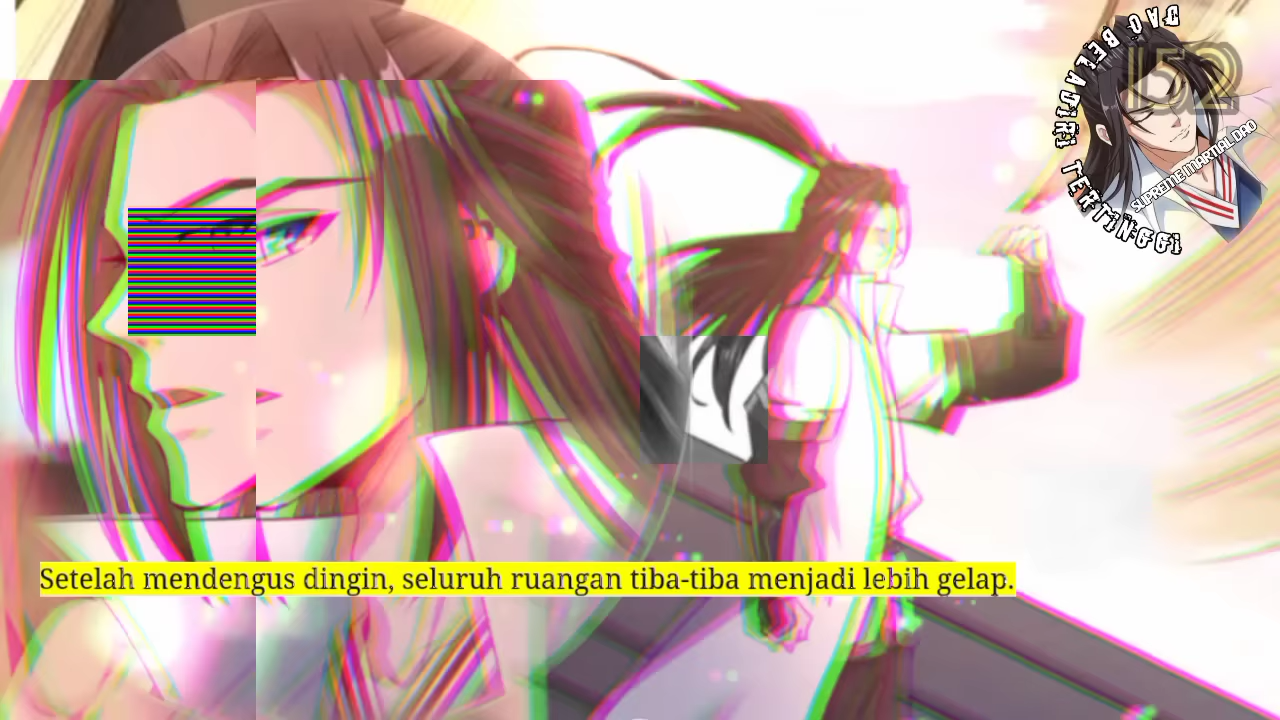 DAO BELADIRI TERTINGGI
152
SUPREME MARTIAL DAO
Setelah mendengus dingin, seluruh ruangan tiba-tiba menjadi lebih gelap.